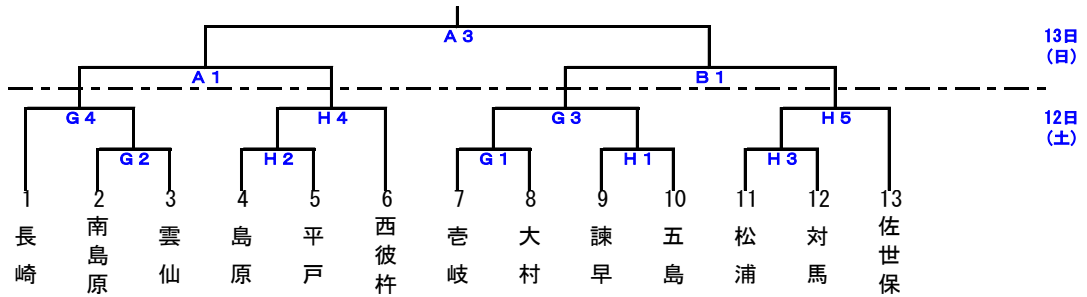 A3
13日
(日)
A1
B1
G4
H4
G3
H5
12日
(土)
G2
H2
G1
H1
H3
1 2 3 4 5 6 7 8 9 10 11 12 13
長崎
南島原
雲仙
島原
平戸
西彼杵
壱岐
大村
諫早
五島
松浦
対馬
佐世保